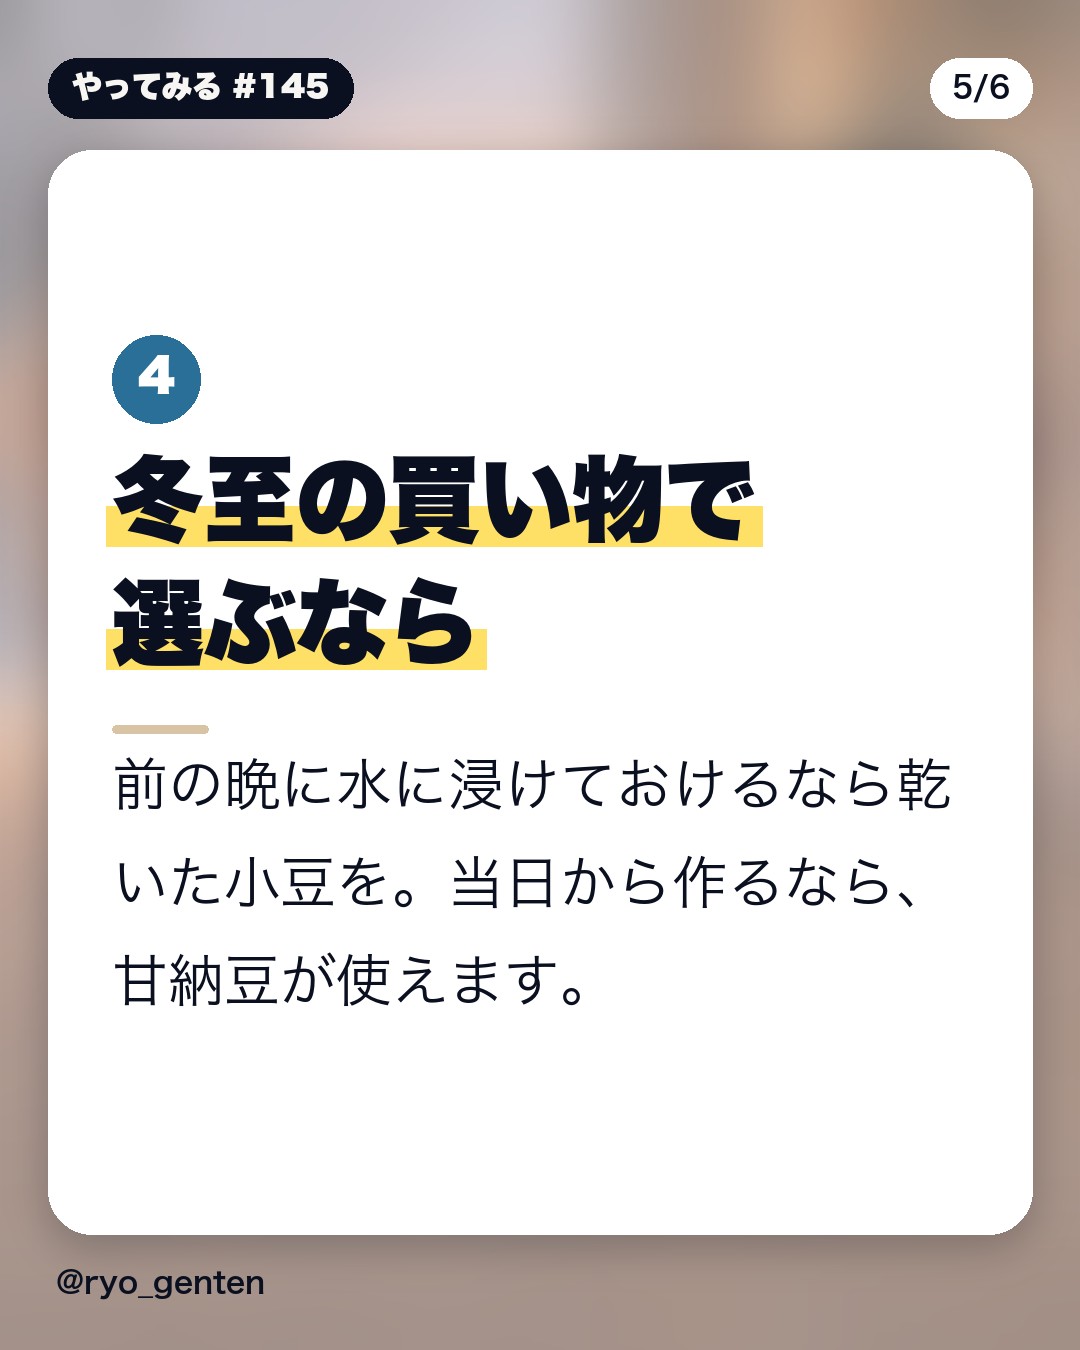 やってみる #145
5/6
4
冬至の買い物で
選ぶなら
前の晩に水に浸けておけるなら乾
いた小豆を。当日から作るなら、
甘納豆が使えます。
@ryo_genten